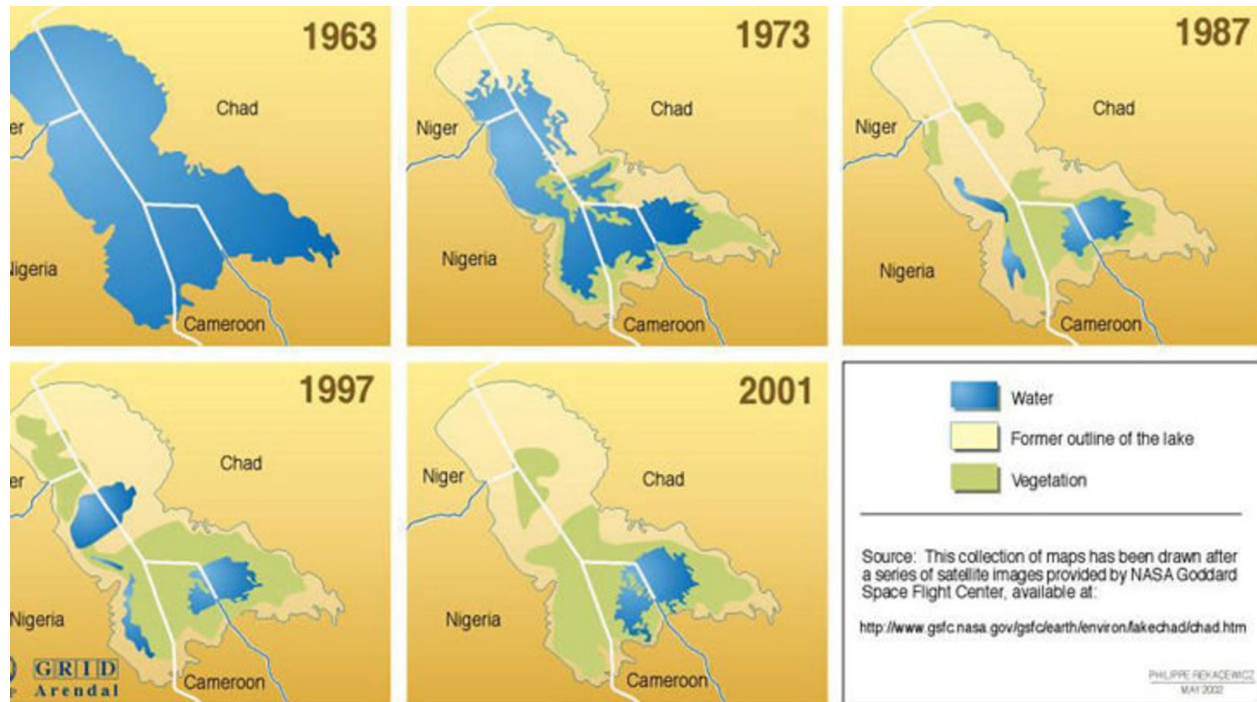 1963
Chad
er
Nigeria
Cameroon
1973
Niger
Chad
Nigeria
Cameroon
1987
Niger
Chad
Nigeria
Cameroon
1997
Chad
er
Nigeria
Cameroon
GRID
Arendal
2001
Niger
Chad
Nigeria
Cameroon
Water
Former outline of the lake
Vegetation
Source: This collection of maps has been drawn after
a series of satellite images provided by NASA Goddard
Space Flight Center, available at:
http://www.gsfc.nasa.gov/gsfc/earth/environ/lakechad/chad.htm
PHILIPPE REKACEWICZ
MAY 2002